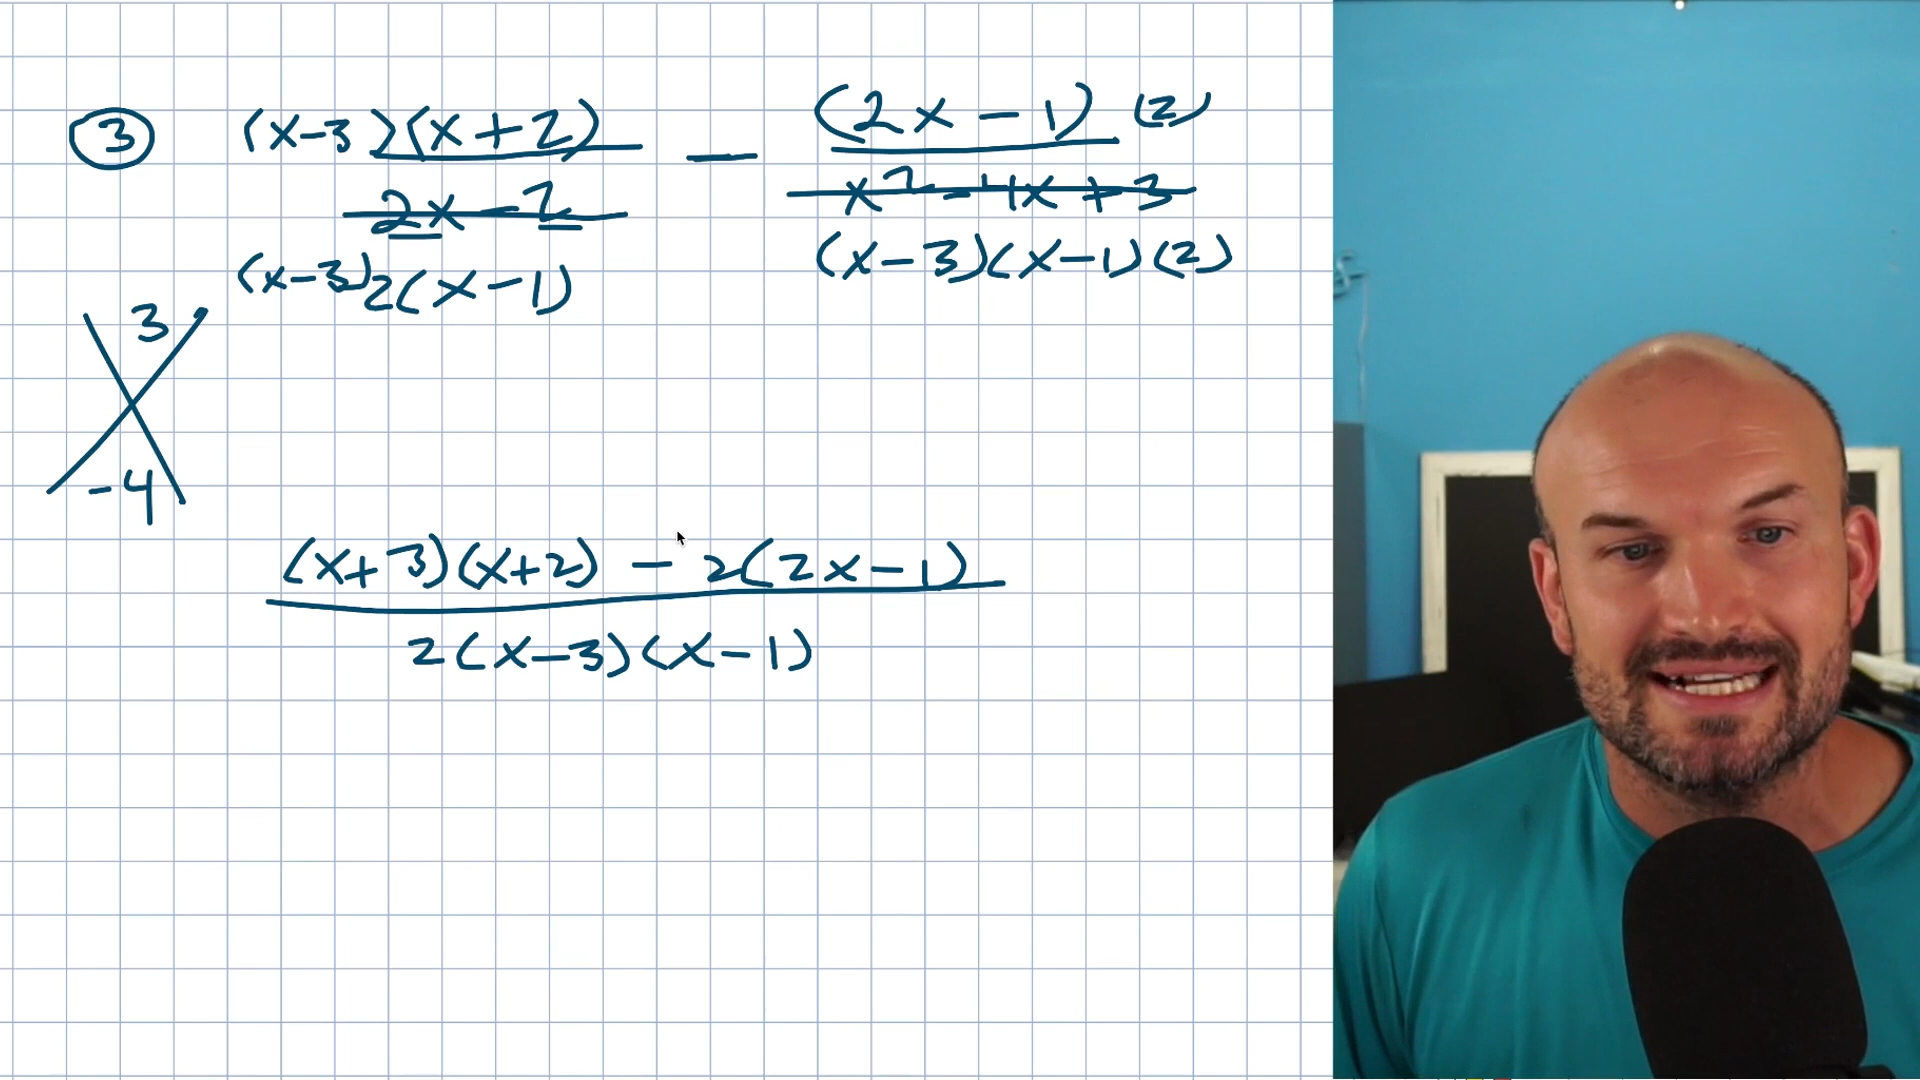 ③ (x-3)(x+2) — (2x-1)(2)
2x-2 x²-4x+3
(x-3)2(x-1) (x-3)(x-1)(2)
3
-4
(x+3)(x+2) - 2(2x-1)
2(x-3)(x-1)